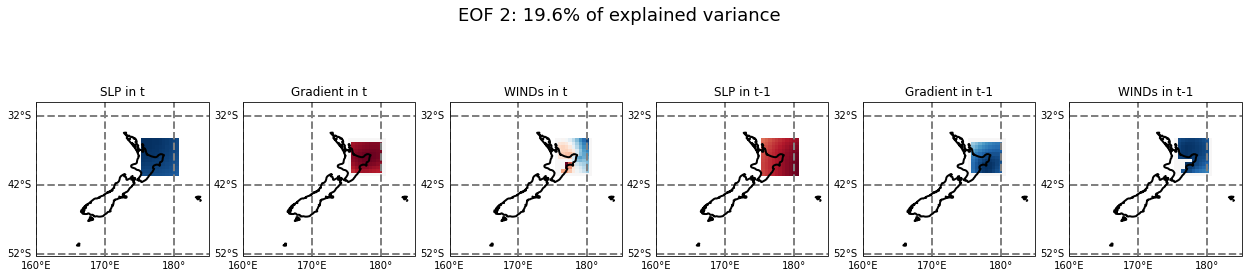 EOF 2: 19.6% of explained variance
SLP in t
Gradient in t
WINDs in t
SLP in t-1
Gradient in t-1
WINDs in t-1
32°S 32°S 32°S 32°S 32°S 32°S
42°S 42°S 42°S 42°S 42°S 42°S
52°S 52°S 52°S 52°S 52°S 52°S
160°E 170°E 180° 160°E 170°E 180° 160°E 170°E 180° 160°E 170°E 180° 160°E 170°E 180° 160°E 170°E 180°